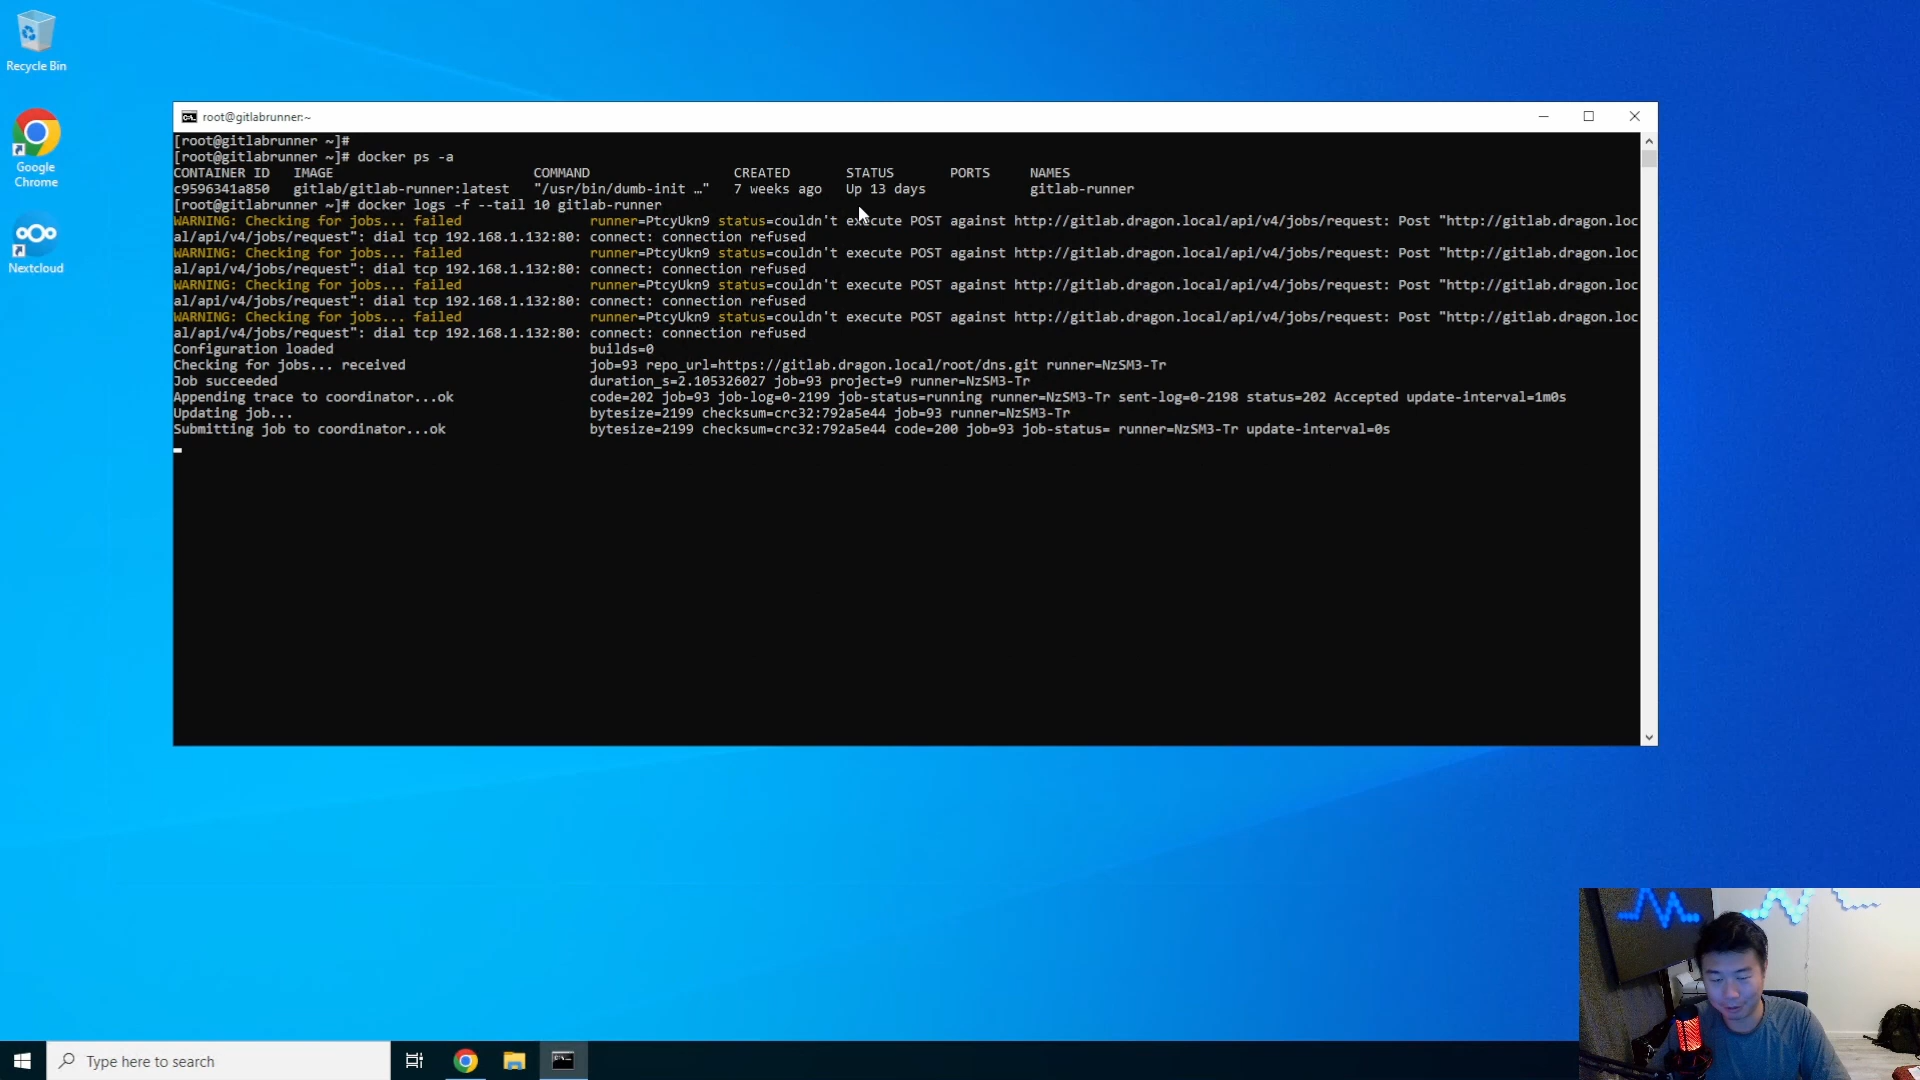 Recycle Bin
Google
Chrome
Nextcloud
root@gitlabrunner:~
[root@gitlabrunner ~]#
[root@gitlabrunner ~]# docker ps -a
CONTAINER ID   IMAGE                         COMMAND                  CREATED       STATUS       PORTS     NAMES
c9596341a850   gitlab/gitlab-runner:latest   "/usr/bin/dumb-init …"   7 weeks ago   Up 13 days             gitlab-runner
[root@gitlabrunner ~]# docker logs -f --tail 10 gitlab-runner
WARNING: Checking for jobs... failed                runner=PtcyUkn9 status=couldn't execute POST against http://gitlab.dragon.local/api/v4/jobs/request: Post "http://gitlab.dragon.loc
al/api/v4/jobs/request": dial tcp 192.168.1.132:80: connect: connection refused
WARNING: Checking for jobs... failed                runner=PtcyUkn9 status=couldn't execute POST against http://gitlab.dragon.local/api/v4/jobs/request: Post "http://gitlab.dragon.loc
al/api/v4/jobs/request": dial tcp 192.168.1.132:80: connect: connection refused
WARNING: Checking for jobs... failed                runner=PtcyUkn9 status=couldn't execute POST against http://gitlab.dragon.local/api/v4/jobs/request: Post "http://gitlab.dragon.loc
al/api/v4/jobs/request": dial tcp 192.168.1.132:80: connect: connection refused
WARNING: Checking for jobs... failed                runner=PtcyUkn9 status=couldn't execute POST against http://gitlab.dragon.local/api/v4/jobs/request: Post "http://gitlab.dragon.loc
al/api/v4/jobs/request": dial tcp 192.168.1.132:80: connect: connection refused
Configuration loaded                                builds=0
Checking for jobs... received                       job=93 repo_url=https://gitlab.dragon.local/root/dns.git runner=NzSM3-Tr
Job succeeded                                       duration_s=2.105326027 job=93 project=9 runner=NzSM3-Tr
Appending trace to coordinator...ok                 code=202 job=93 job-log=0-2199 job-status=running runner=NzSM3-Tr sent-log=0-2198 status=202 Accepted update-interval=1m0s
Updating job...                                     bytesize=2199 checksum=crc32:792a5e44 job=93 runner=NzSM3-Tr
Submitting job to coordinator...ok                  bytesize=2199 checksum=crc32:792a5e44 code=200 job=93 job-status= runner=NzSM3-Tr update-interval=0s
Type here to search